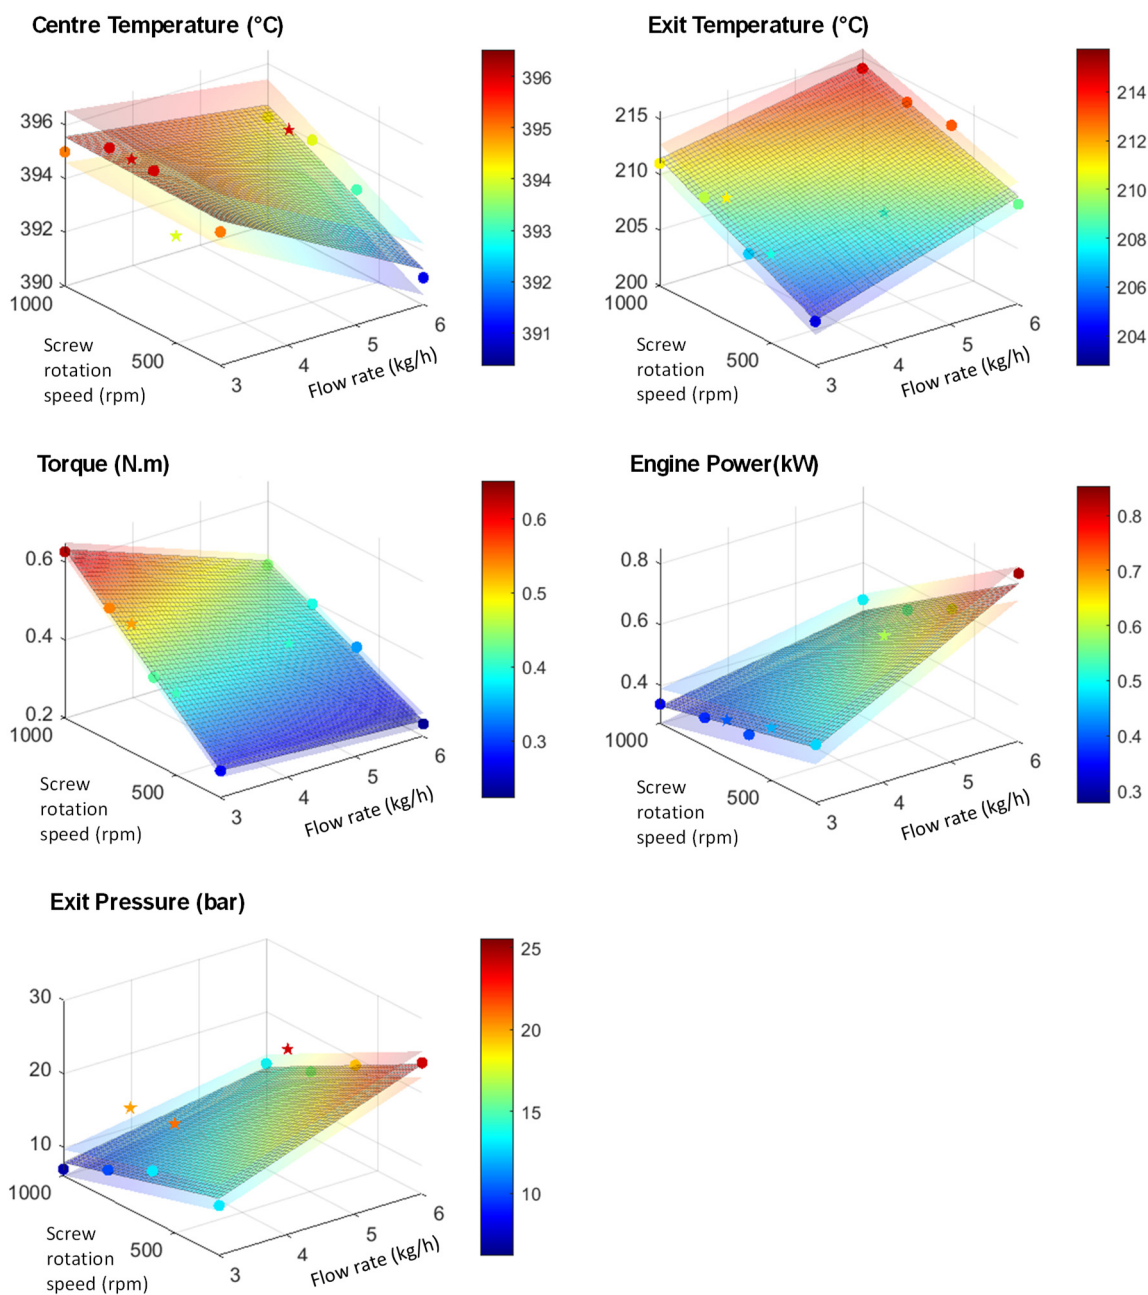 Centre Temperature (°C)
396
394
392
390
1000
500
3
4
5
6
Screw
rotation
speed (rpm)
Flow rate (kg/h)
396
395
394
393
392
391
Exit Temperature (°C)
215
210
205
200
1000
500
3
4
5
6
Screw
rotation
speed (rpm)
Flow rate (kg/h)
214
212
210
208
206
204
Torque (N.m)
0.6
0.4
0.2
1000
500
3
4
5
6
Screw
rotation
speed (rpm)
Flow rate (kg/h)
0.6
0.5
0.4
0.3
Engine Power(kW)
0.8
0.6
0.4
1000
500
3
4
5
6
Screw
rotation
speed (rpm)
Flow rate (kg/h)
0.8
0.7
0.6
0.5
0.4
0.3
Exit Pressure (bar)
30
20
10
1000
500
3
4
5
6
Screw
rotation
speed (rpm)
Flow rate (kg/h)
25
20
15
10